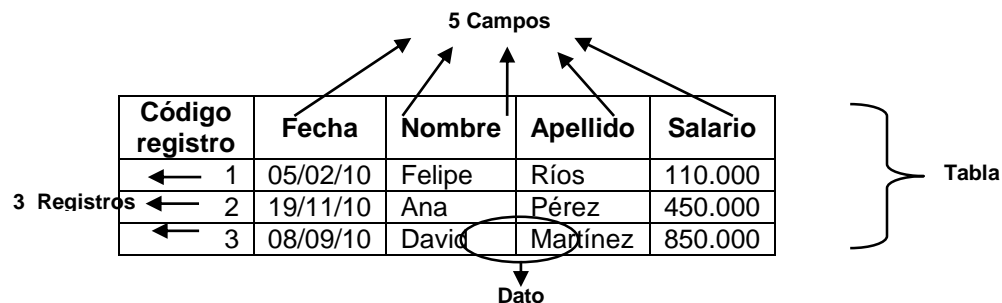 5 Campos
Código registro Fecha Nombre Apellido Salario
1 05/02/10 Felipe Ríos 110.000
3 Registros 2 19/11/10 Ana Pérez 450.000
3 08/09/10 David Martínez 850.000
Tabla
Dato